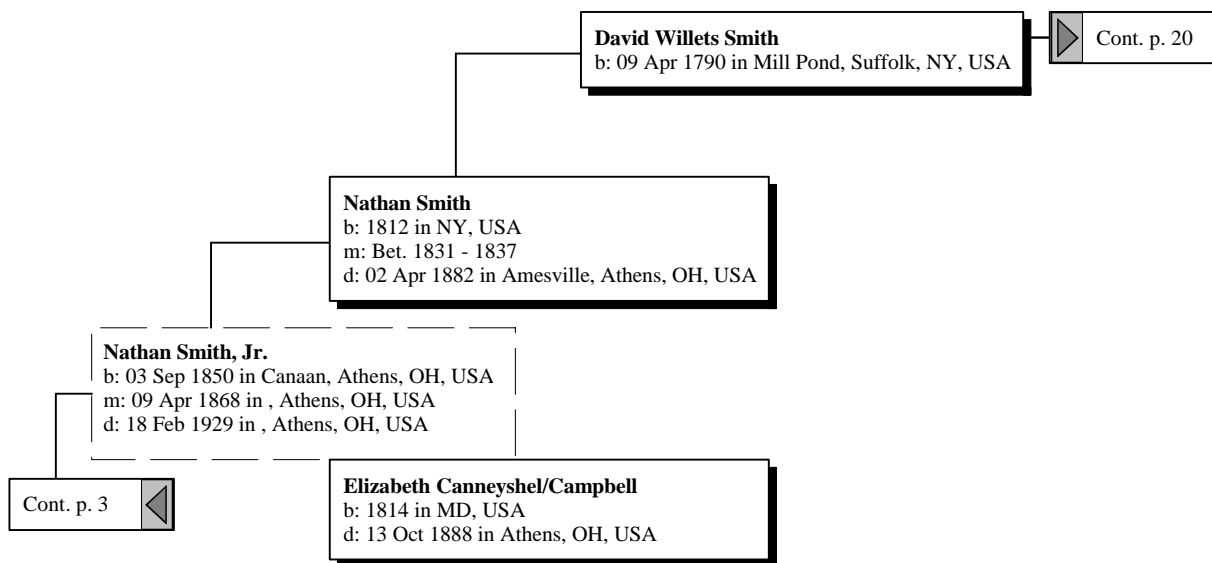 David Willets Smith
b: 09 Apr 1790 in Mill Pond, Suffolk, NY, USA
Cont. p. 20
Nathan Smith
b: 1812 in NY, USA
m: Bet. 1831 - 1837
d: 02 Apr 1882 in Amesville, Athens, OH, USA
Nathan Smith, Jr.
b: 03 Sep 1850 in Canaan, Athens, OH, USA
m: 09 Apr 1868 in , Athens, OH, USA
d: 18 Feb 1929 in , Athens, OH, USA
Cont. p. 3
Elizabeth Canneyshel/Campbell
b: 1814 in MD, USA
d: 13 Oct 1888 in Athens, OH, USA